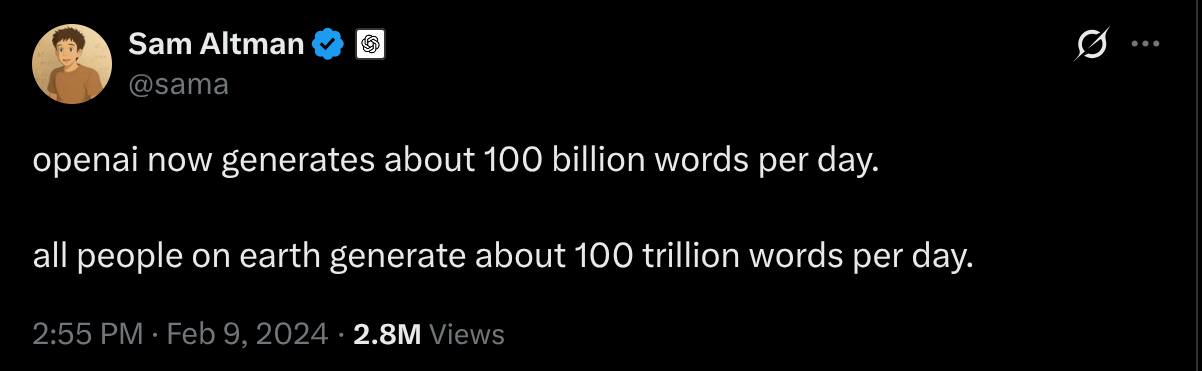 Sam Altman
@sama
openai now generates about 100 billion words per day.
all people on earth generate about 100 trillion words per day.
2:55 PM · Feb 9, 2024 · 2.8M Views